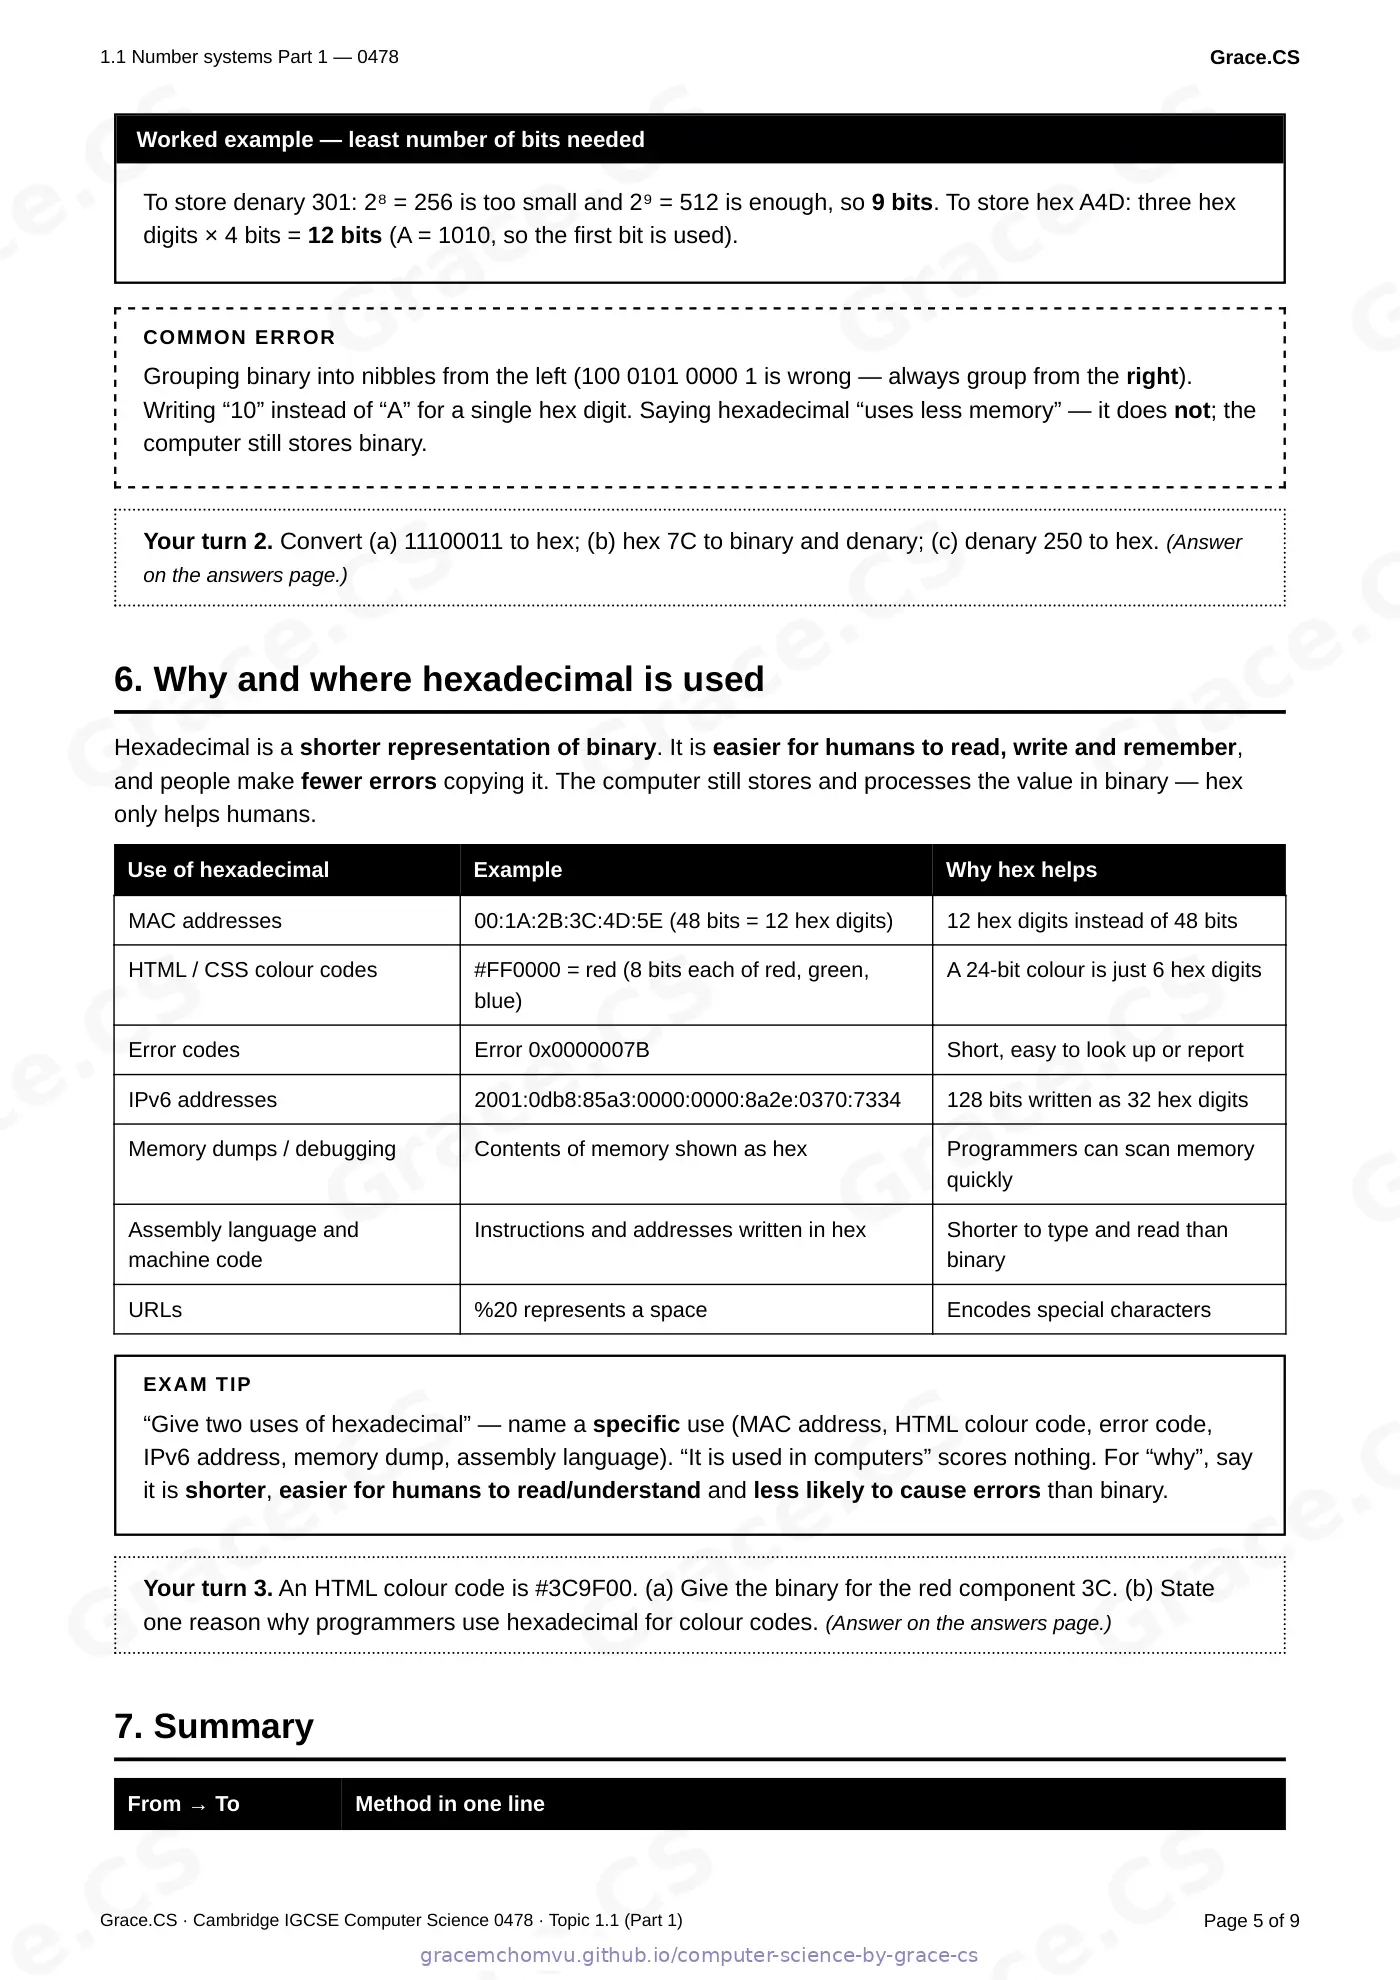 1.1 Number systems Part 1 — 0478
Grace.CS
Worked example — least number of bits needed
To store denary 301: 2⁸ = 256 is too small and 2⁹ = 512 is enough, so 9 bits. To store hex A4D: three hex
digits × 4 bits = 12 bits (A = 1010, so the first bit is used).
COMMON ERROR
Grouping binary into nibbles from the left (100 0101 0000 1 is wrong — always group from the right).
Writing “10” instead of “A” for a single hex digit. Saying hexadecimal “uses less memory” — it does not; the
computer still stores binary.
Your turn 2. Convert (a) 11100011 to hex; (b) hex 7C to binary and denary; (c) denary 250 to hex. (Answer
on the answers page.)
6. Why and where hexadecimal is used
Hexadecimal is a shorter representation of binary. It is easier for humans to read, write and remember,
and people make fewer errors copying it. The computer still stores and processes the value in binary — hex
only helps humans.
Use of hexadecimal
Example
Why hex helps
MAC addresses
00:1A:2B:3C:4D:5E (48 bits = 12 hex digits)
12 hex digits instead of 48 bits
HTML / CSS colour codes
#FF0000 = red (8 bits each of red, green,
blue)
A 24-bit colour is just 6 hex digits
Error codes
Error 0x0000007B
Short, easy to look up or report
IPv6 addresses
2001:0db8:85a3:0000:0000:8a2e:0370:7334
128 bits written as 32 hex digits
Memory dumps / debugging
Contents of memory shown as hex
Programmers can scan memory
quickly
Assembly language and
machine code
Instructions and addresses written in hex
Shorter to type and read than
binary
URLs
%20 represents a space
Encodes special characters
EXAM TIP
“Give two uses of hexadecimal” — name a specific use (MAC address, HTML colour code, error code,
IPv6 address, memory dump, assembly language). “It is used in computers” scores nothing. For “why”, say
it is shorter, easier for humans to read/understand and less likely to cause errors than binary.
Your turn 3. An HTML colour code is #3C9F00. (a) Give the binary for the red component 3C. (b) State
one reason why programmers use hexadecimal for colour codes. (Answer on the answers page.)
7. Summary
From → To
Method in one line
Grace.CS · Cambridge IGCSE Computer Science 0478 · Topic 1.1 (Part 1)
Page 5 of 9
gracemchomvu.github.io/computer-science-by-grace-cs